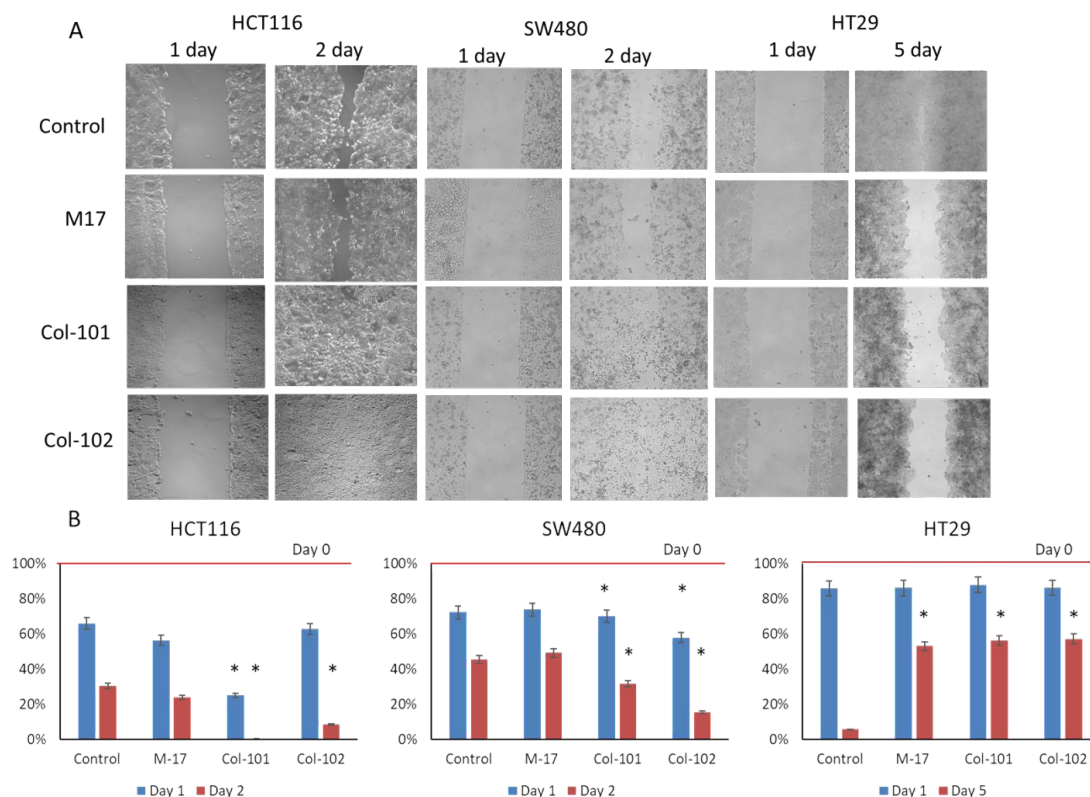 A
HCT116
SW480
HT29
1 day
2 day
1 day
2 day
1 day
5 day
Control
M17
Col-101
Col-102
B
HCT116
Day 0
100%
80%
60%
40%
20%
0%
* *
*
Control M-17 Col-101 Col-102
Day 1 Day 2
SW480
Day 0
100%
80%
60%
40%
20%
0%
* *
* *
Control M-17 Col-101 Col-102
Day 1 Day 2
HT29
Day 0
100%
80%
60%
40%
20%
0%
* * *
Control M-17 Col-101 Col-102
Day 1 Day 5